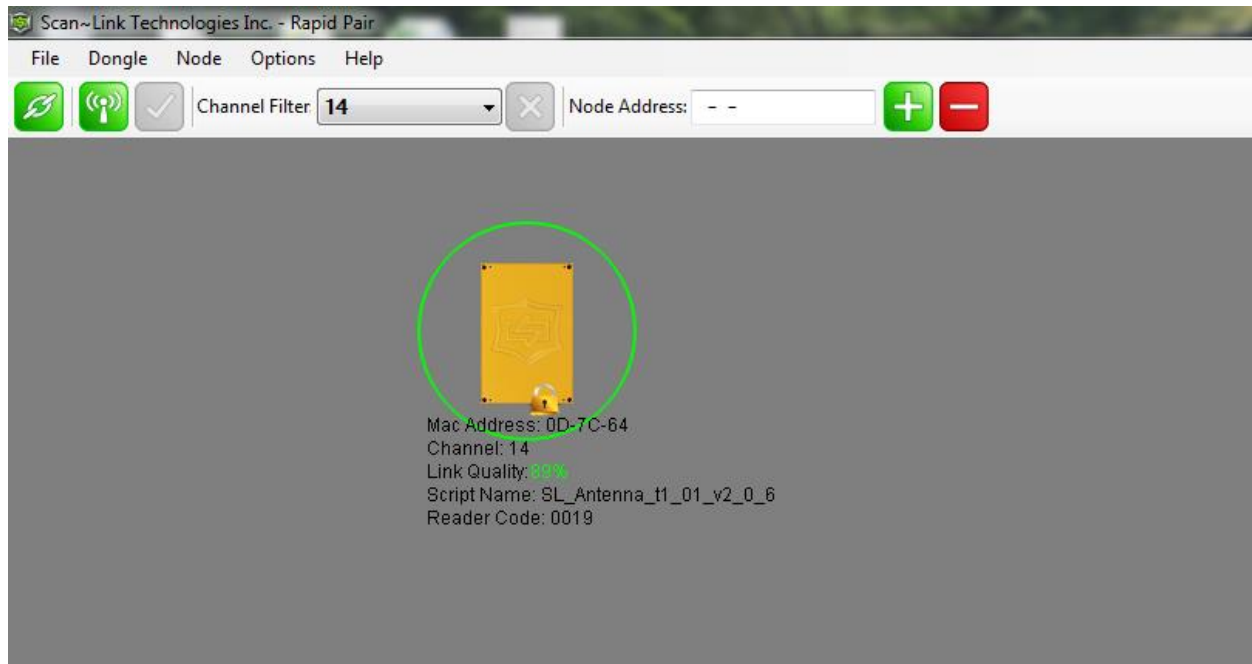 Scan~Link Technologies Inc. - Rapid Pair
File Dongle Node Options Help
Channel Filter: 14 Node Address: - -
Mac Address: 0D-7C-64
Channel: 14
Link Quality: 89%
Script Name: SL_Antenna_t1_01_v2_0_6
Reader Code: 0019